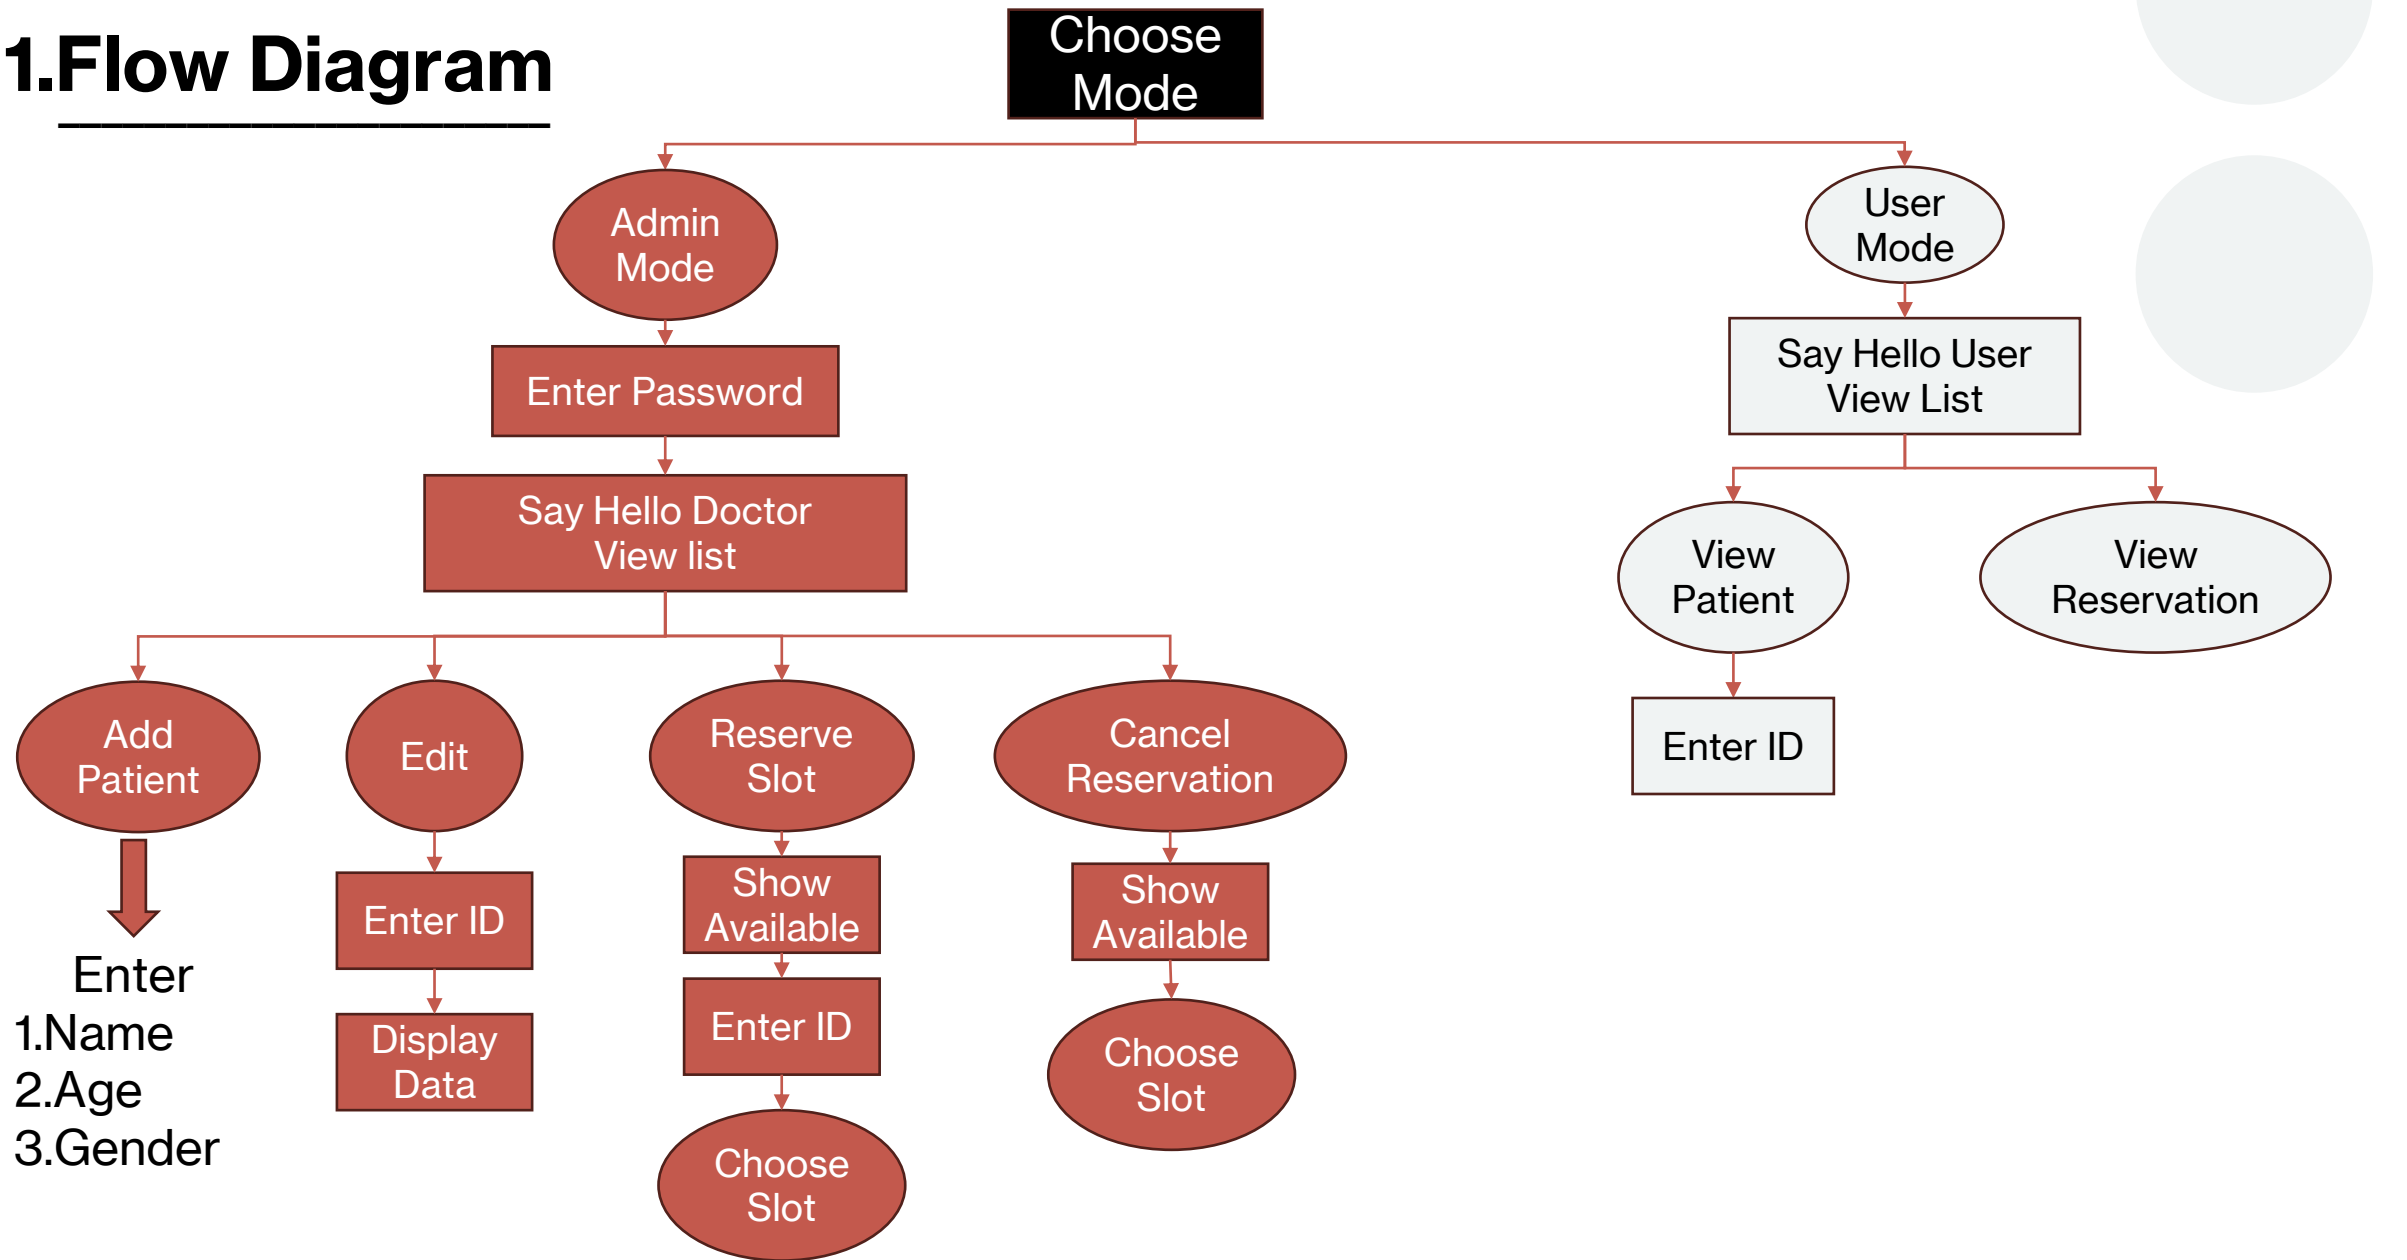 1.Flow Diagram
Choose
Mode
Admin
Mode
User
Mode
Enter Password
Say Hello User
View List
Say Hello Doctor
View list
View
Patient
View
Reservation
Add
Patient
Edit
Reserve
Slot
Cancel
Reservation
Enter ID
Enter
1.Name
2.Age
3.Gender
Enter ID
Display
Data
Show
Available
Enter ID
Choose
Slot
Show
Available
Choose
Slot